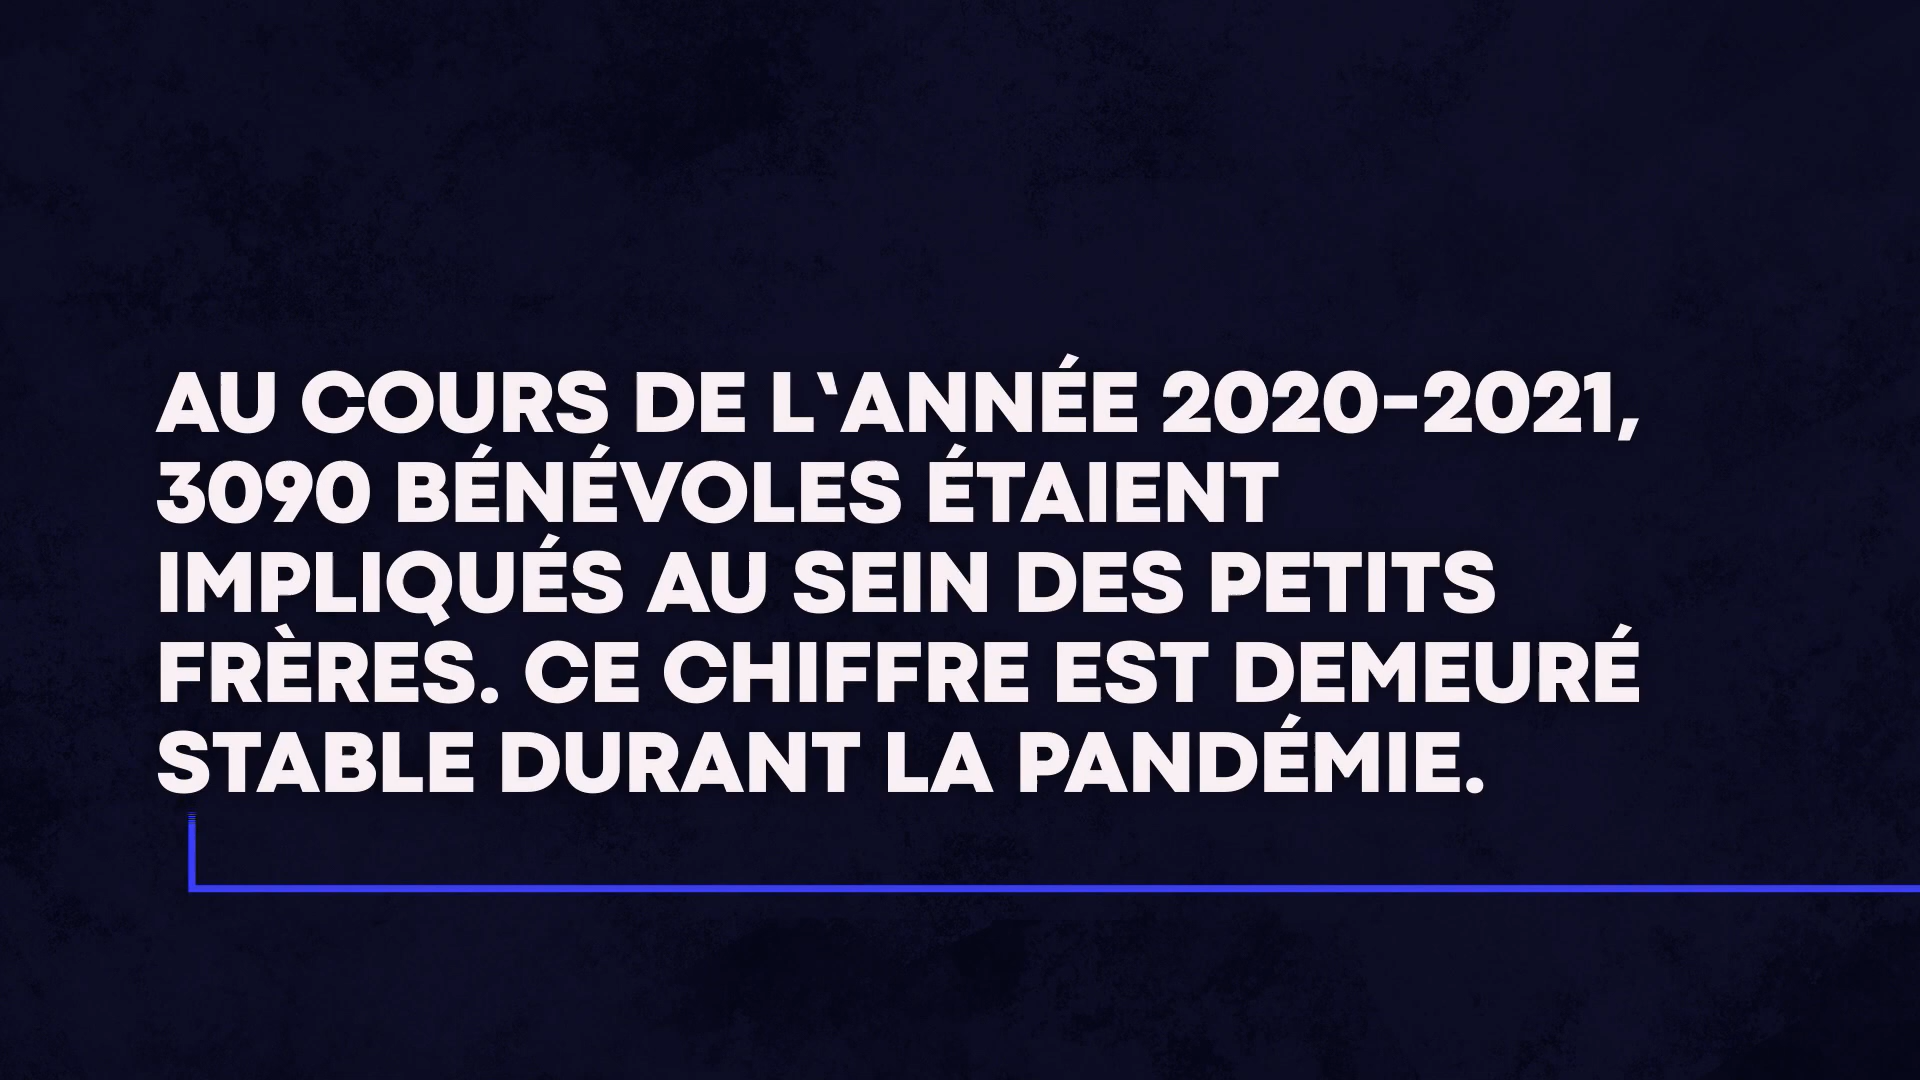 AU COURS DE L‛ANNÉE 2020-2021,
3090 BÉNÉVOLES ÉTAIENT
IMPLIQUÉS AU SEIN DES PETITS
FRÈRES. CE CHIFFRE EST DEMEURÉ
STABLE DURANT LA PANDÉMIE.